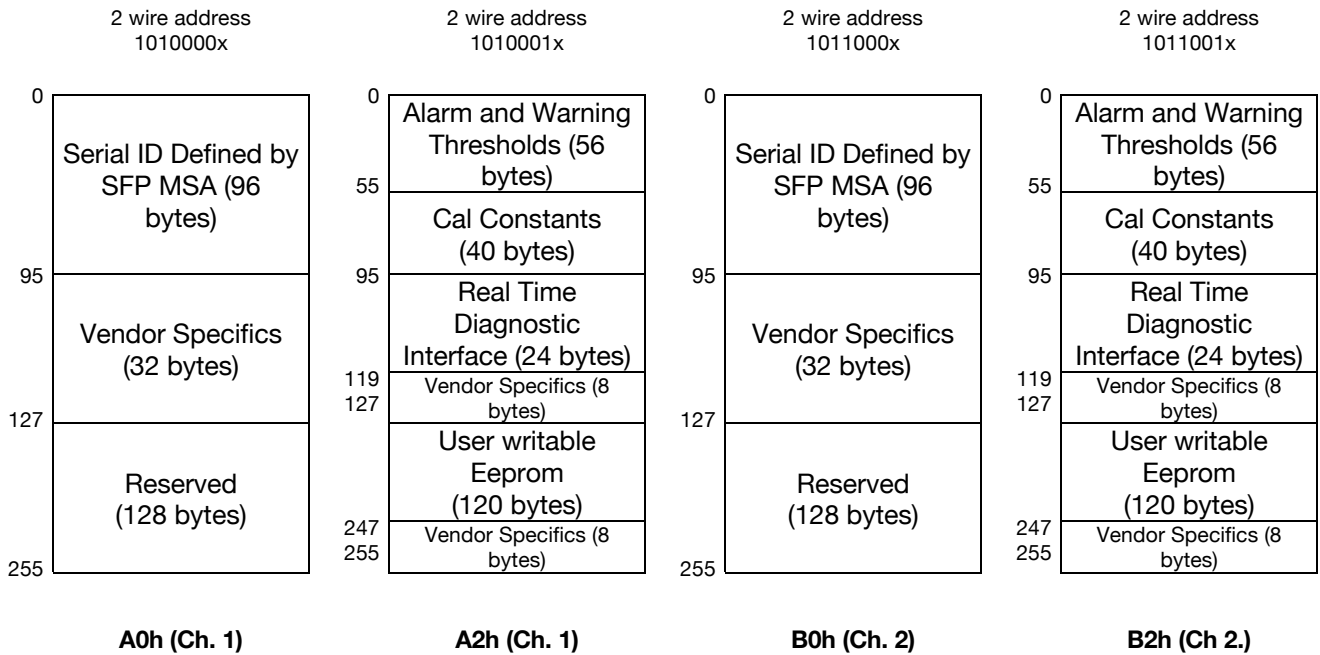 2 wire address
1010000x
0
Serial ID Defined by
SFP MSA (96
bytes)
95
Vendor Specifics
(32 bytes)
127
Reserved
(128 bytes)
255
A0h (Ch. 1)
2 wire address
1010001x
0
Alarm and Warning
Thresholds (56
bytes)
55
Cal Constants
(40 bytes)
95
Real Time
Diagnostic
Interface (24 bytes)
119
Vendor Specifics (8
bytes)
127
User writable
Eeprom
(120 bytes)
247
Vendor Specifics (8
bytes)
255
A2h (Ch. 1)
2 wire address
1011000x
0
Serial ID Defined by
SFP MSA (96
bytes)
95
Vendor Specifics
(32 bytes)
127
Reserved
(128 bytes)
255
B0h (Ch. 2)
2 wire address
1011001x
0
Alarm and Warning
Thresholds (56
bytes)
55
Cal Constants
(40 bytes)
95
Real Time
Diagnostic
Interface (24 bytes)
119
Vendor Specifics (8
bytes)
127
User writable
Eeprom
(120 bytes)
247
Vendor Specifics (8
bytes)
255
B2h (Ch 2.)